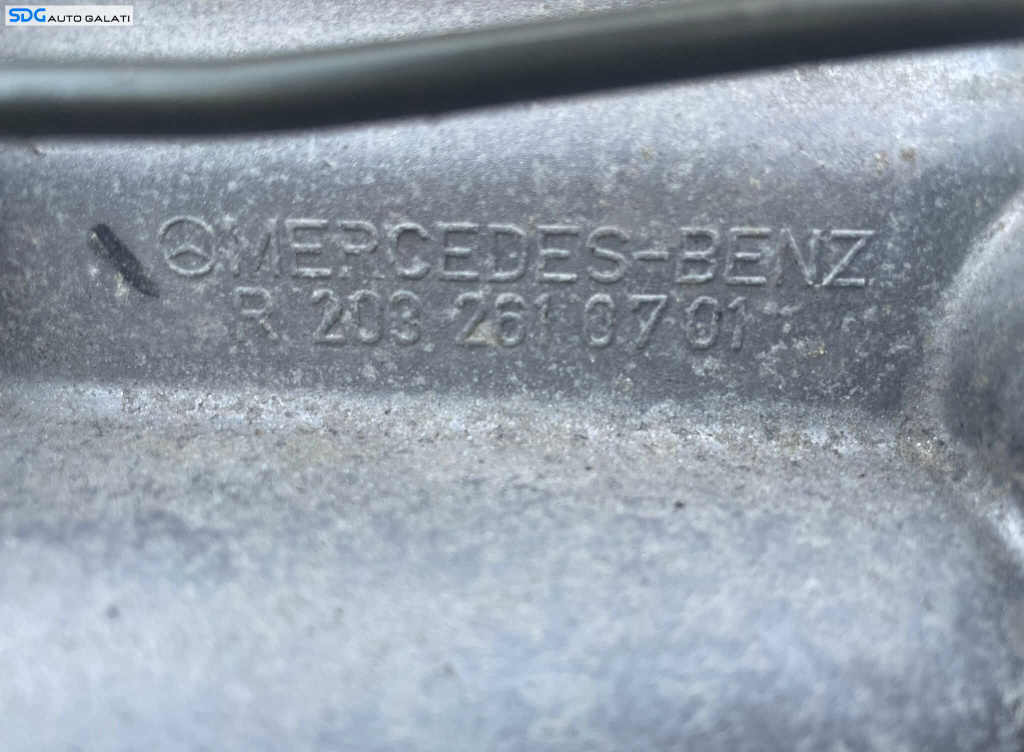 SDG AUTO GALATI
MERCEDES-BENZ
R 203 261 07 01